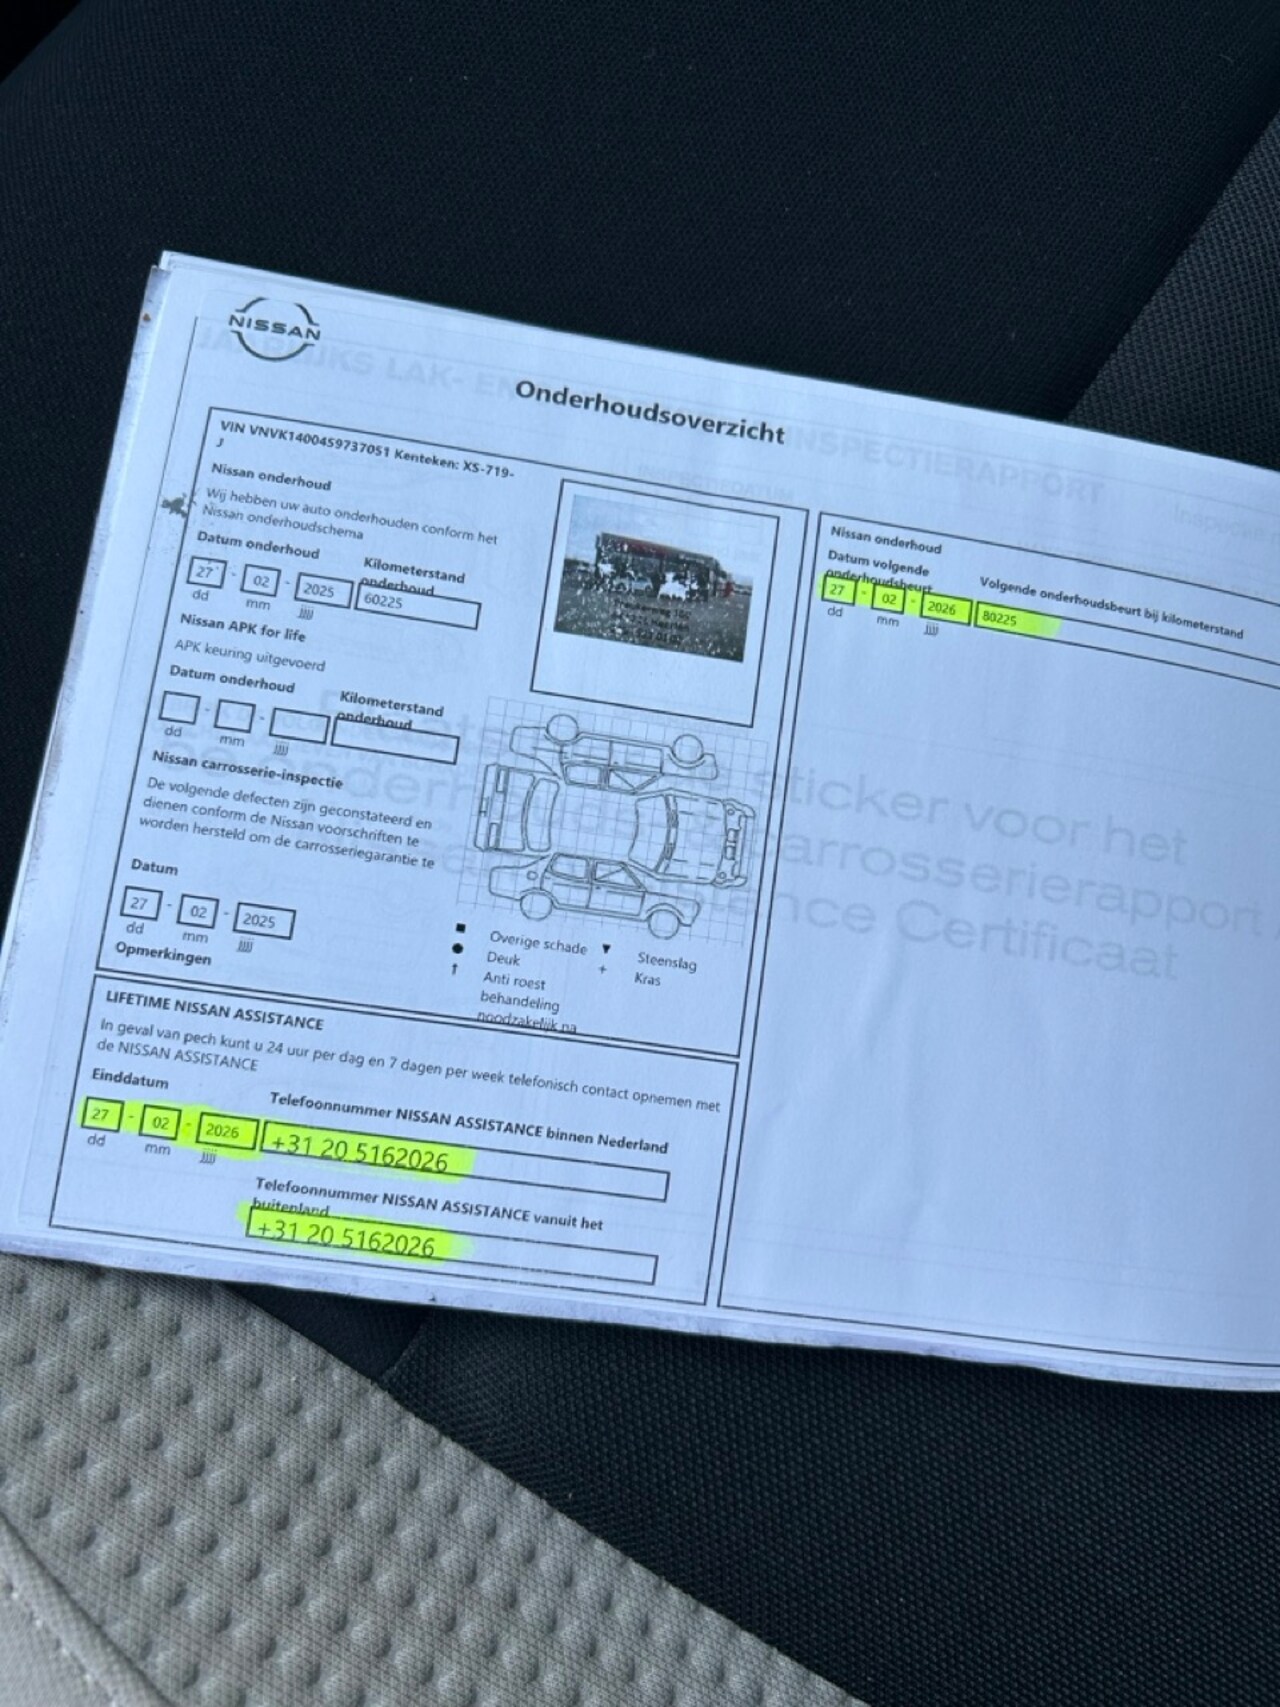 NISSAN
Onderhoudsoverzicht
VIN VNVK1400459737051 Kenteken: XS-719-
J
Nissan onderhoud
Wij hebben uw auto onderhouden conform het
Nissan onderhoudschema
Datum onderhoud
Kilometerstand
onderhoud
27 - 02 - 2025
60225
dd mm jjjj
Nissan APK for life
APK keuring uitgevoerd
Datum onderhoud
Kilometerstand
onderhoud
- -
dd mm jjjj
Nissan carrosserie-inspectie
De volgende defecten zijn geconstateerd en
dienen conform de Nissan voorschriften te
worden hersteld om de carrosseriegarantie te
Datum
27 - 02 - 2025
dd mm jjjj
Opmerkingen
Overige schade
Deuk
Anti roest
behandeling
noodzakelijk na
Steenslag
Kras
LIFETIME NISSAN ASSISTANCE
In geval van pech kunt u 24 uur per dag en 7 dagen per week telefonisch contact opnemen met
de NISSAN ASSISTANCE
Einddatum
Telefoonnummer NISSAN ASSISTANCE binnen Nederland
27 - 02 - 2026
+31 20 5162026
dd mm jjjj
Telefoonnummer NISSAN ASSISTANCE vanuit het
buitenland
+31 20 5162026
Nissan onderhoud
Datum volgende
onderhoudsbeurt
Volgende onderhoudsbeurt bij kilometerstand
27 - 02 - 2026
80225
dd mm jjjj
sticker voor het
carrosserierapport
Certificaat